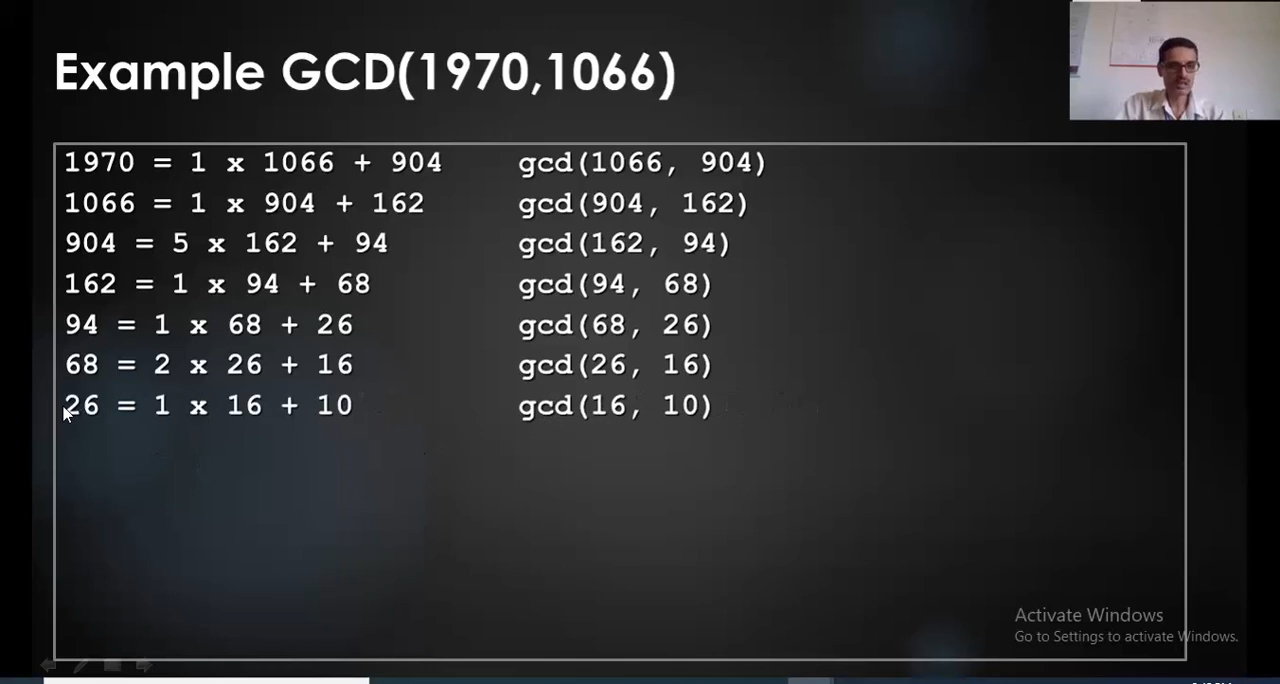 Example GCD(1970,1066)
1970 = 1 x 1066 + 904 gcd(1066, 904)
1066 = 1 x 904 + 162 gcd(904, 162)
904 = 5 x 162 + 94 gcd(162, 94)
162 = 1 x 94 + 68 gcd(94, 68)
94 = 1 x 68 + 26 gcd(68, 26)
68 = 2 x 26 + 16 gcd(26, 16)
26 = 1 x 16 + 10 gcd(16, 10)
Activate Windows
Go to Settings to activate Windows.